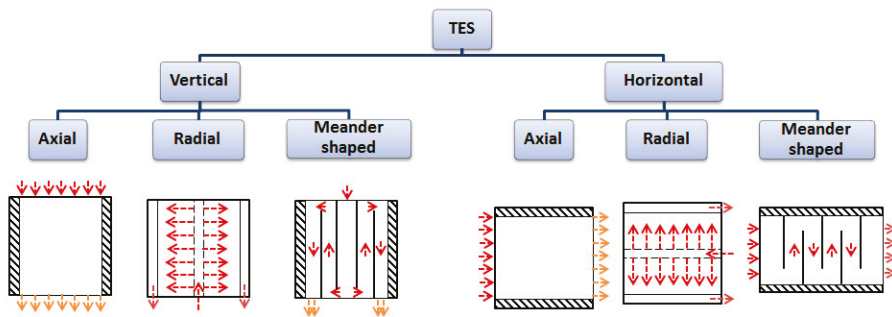 TES
Vertical
Horizontal
Axial
Radial
Meander
shaped
Axial
Radial
Meander
shaped